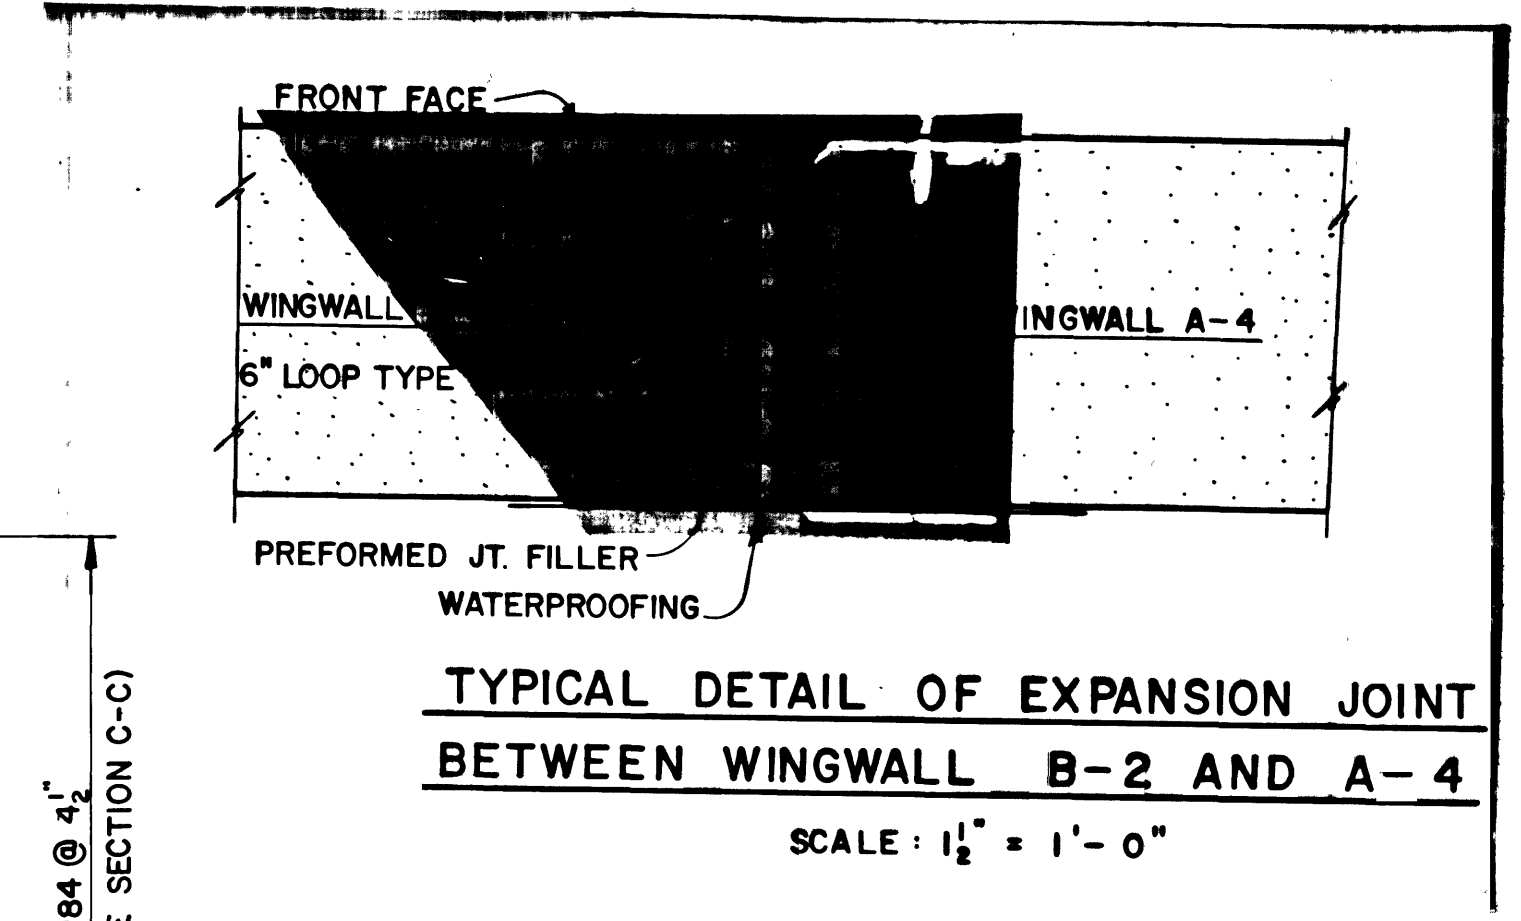 FRONT FACE
WINGWALL
INGWALL A-4
6" LOOP TYPE
PREFORMED JT. FILLER
WATERPROOFING
TYPICAL DETAIL OF EXPANSION JOINT
BETWEEN WINGWALL B-2 AND A-4
SCALE: 1½" = 1'-0"
84 @ 4½"
SECTION C-C)